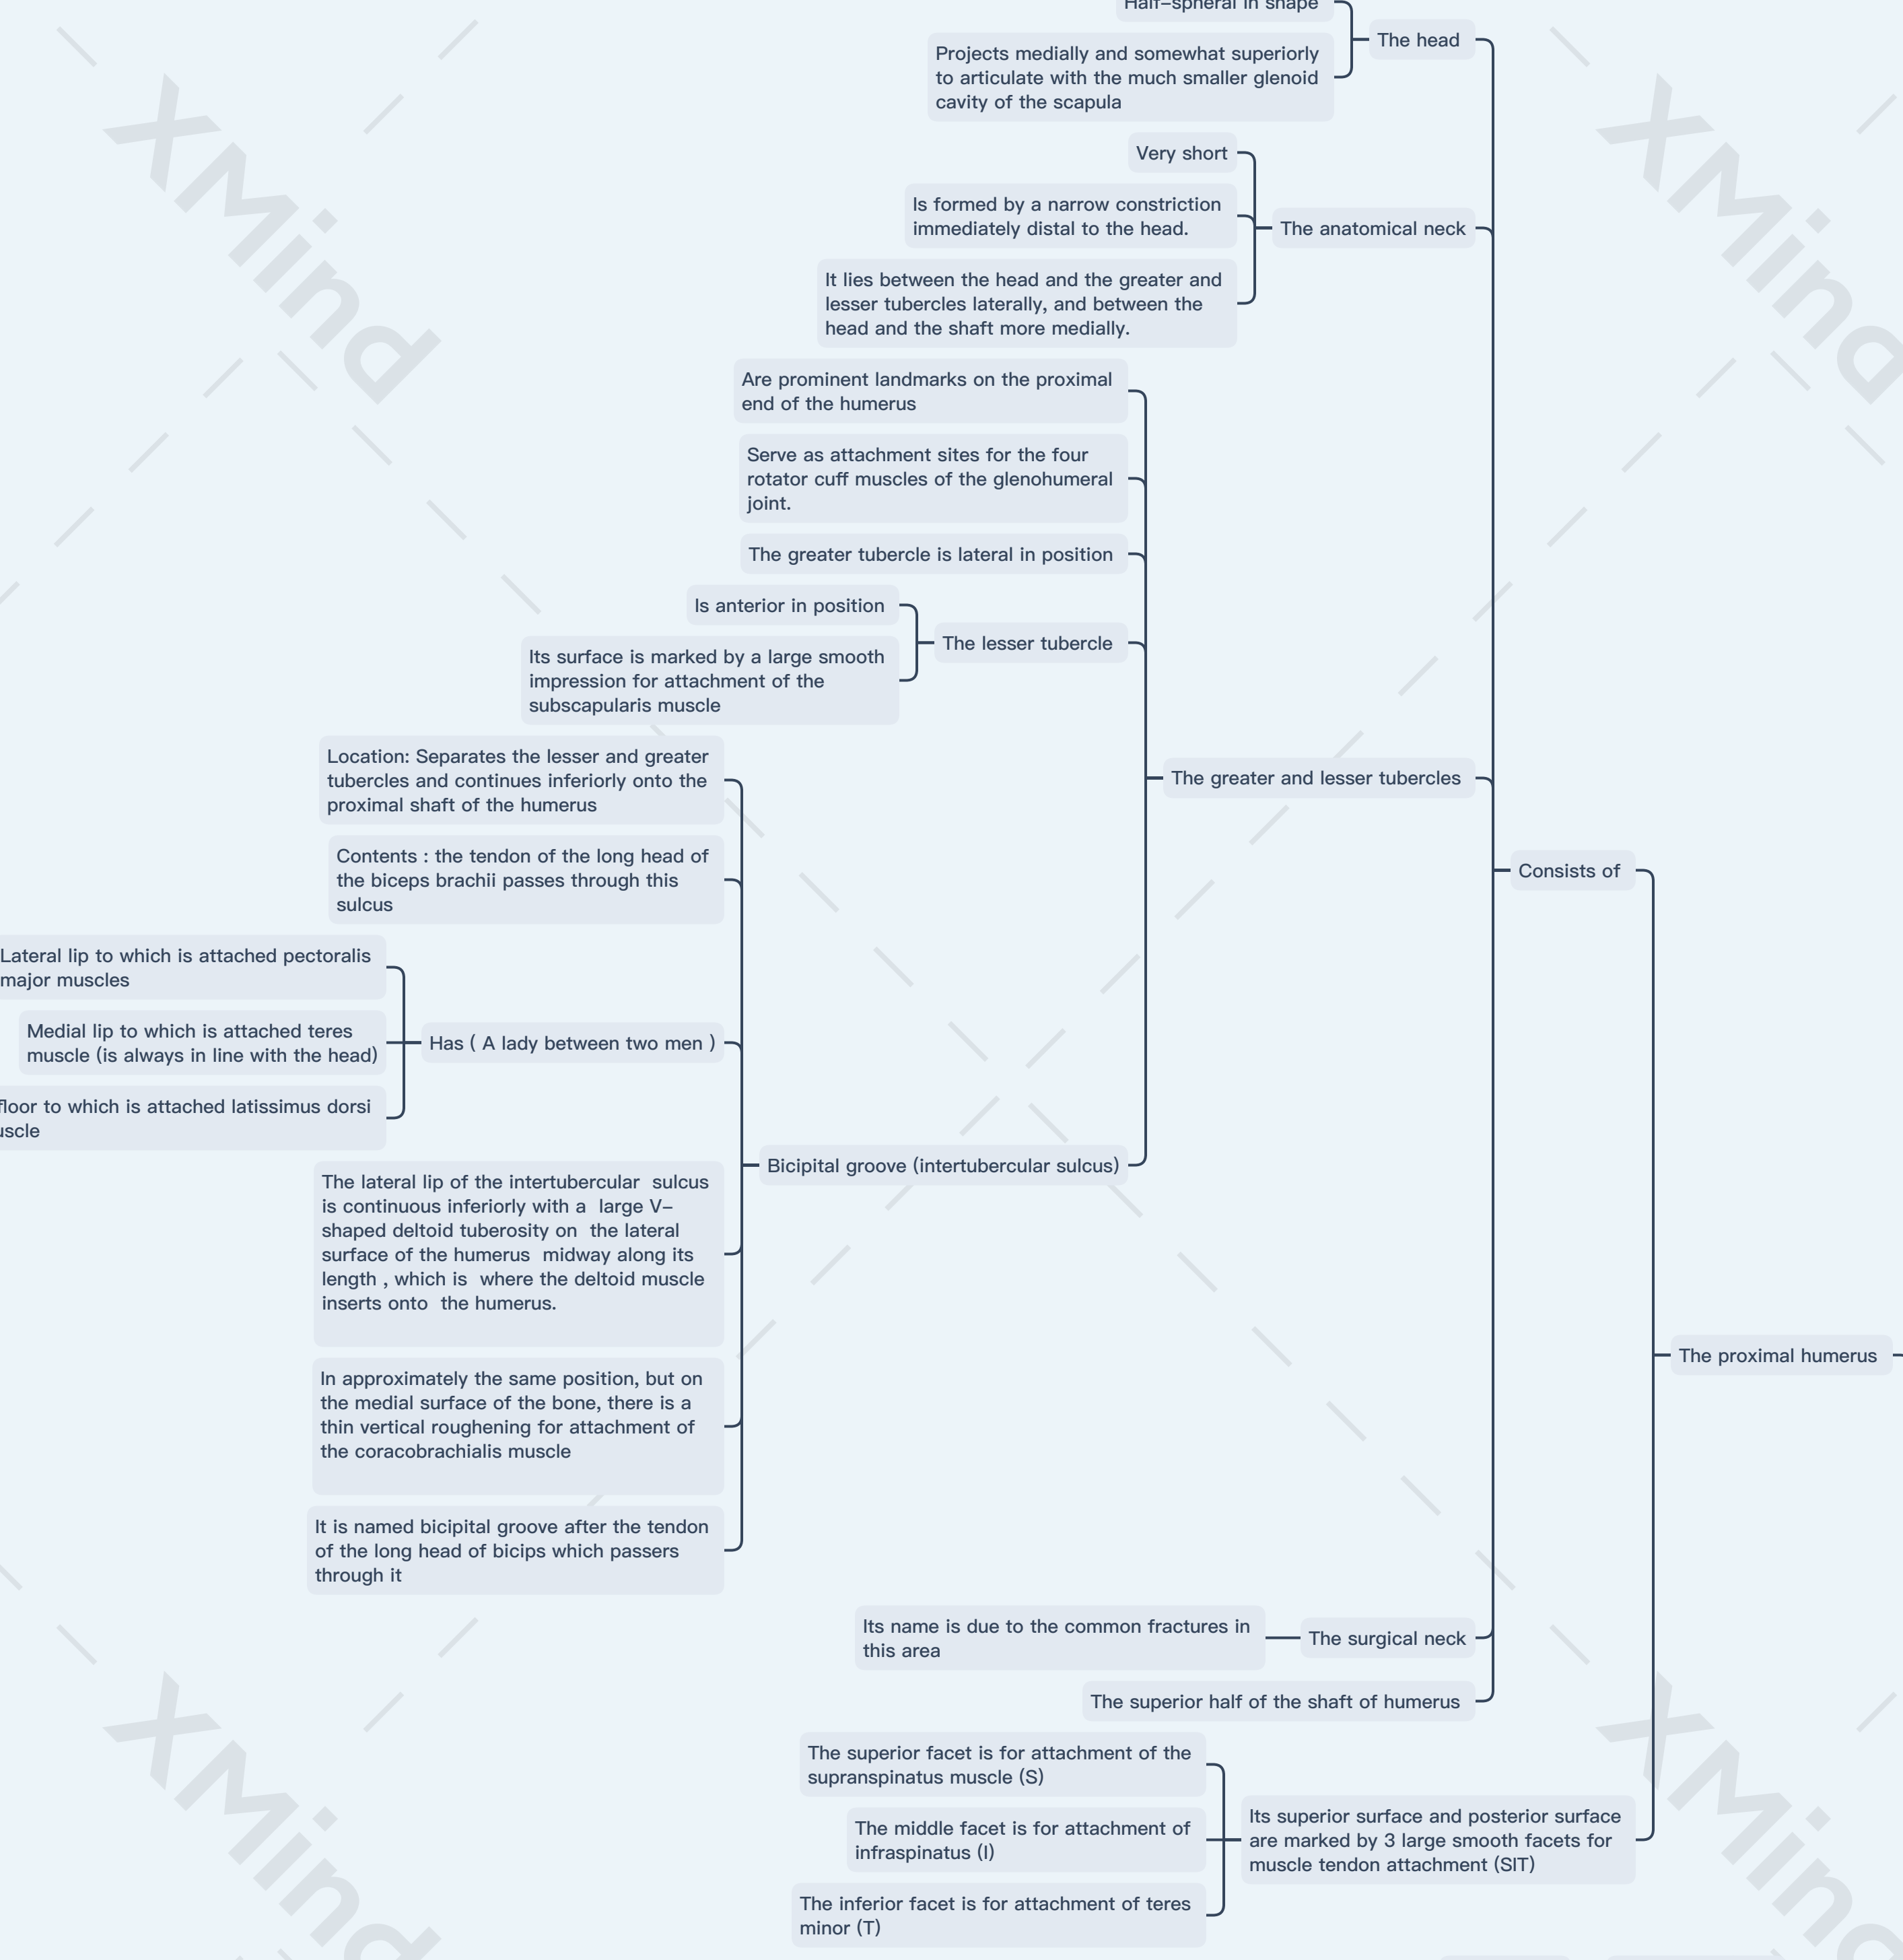 Half-spheral in shape
The head
Projects medially and somewhat superiorly
to articulate with the much smaller glenoid
cavity of the scapula
Very short
Is formed by a narrow constriction
immediately distal to the head.
The anatomical neck
It lies between the head and the greater and
lesser tubercles laterally, and between the
head and the shaft more medially.
Are prominent landmarks on the proximal
end of the humerus
Serve as attachment sites for the four
rotator cuff muscles of the glenohumeral
joint.
The greater tubercle is lateral in position
Is anterior in position
The lesser tubercle
Its surface is marked by a large smooth
impression for attachment of the
subscapularis muscle
Location: Separates the lesser and greater
tubercles and continues inferiorly onto the
proximal shaft of the humerus
The greater and lesser tubercles
Contents : the tendon of the long head of
the biceps brachii passes through this
sulcus
Consists of
Lateral lip to which is attached pectoralis
major muscles
Medial lip to which is attached teres
muscle (is always in line with the head)
Has ( A lady between two men )
floor to which is attached latissimus dorsi
Bicipital groove (intertubercular sulcus)
The lateral lip of the intertubercular sulcus
is continuous inferiorly with a large V-
shaped deltoid tuberosity on the lateral
surface of the humerus midway along its
length , which is where the deltoid muscle
inserts onto the humerus.
The proximal humerus
In approximately the same position, but on
the medial surface of the bone, there is a
thin vertical roughening for attachment of
the coracobrachialis muscle
It is named bicipital groove after the tendon
of the long head of bicips which passers
through it
Its name is due to the common fractures in
this area
The surgical neck
The superior half of the shaft of humerus
The superior facet is for attachment of the
supranspinatus muscle (S)
The middle facet is for attachment of
infraspinatus (I)
Its superior surface and posterior surface
are marked by 3 large smooth facets for
muscle tendon attachment (SIT)
The inferior facet is for attachment of teres
minor (T)
XMind
XMind
XMind
XMind